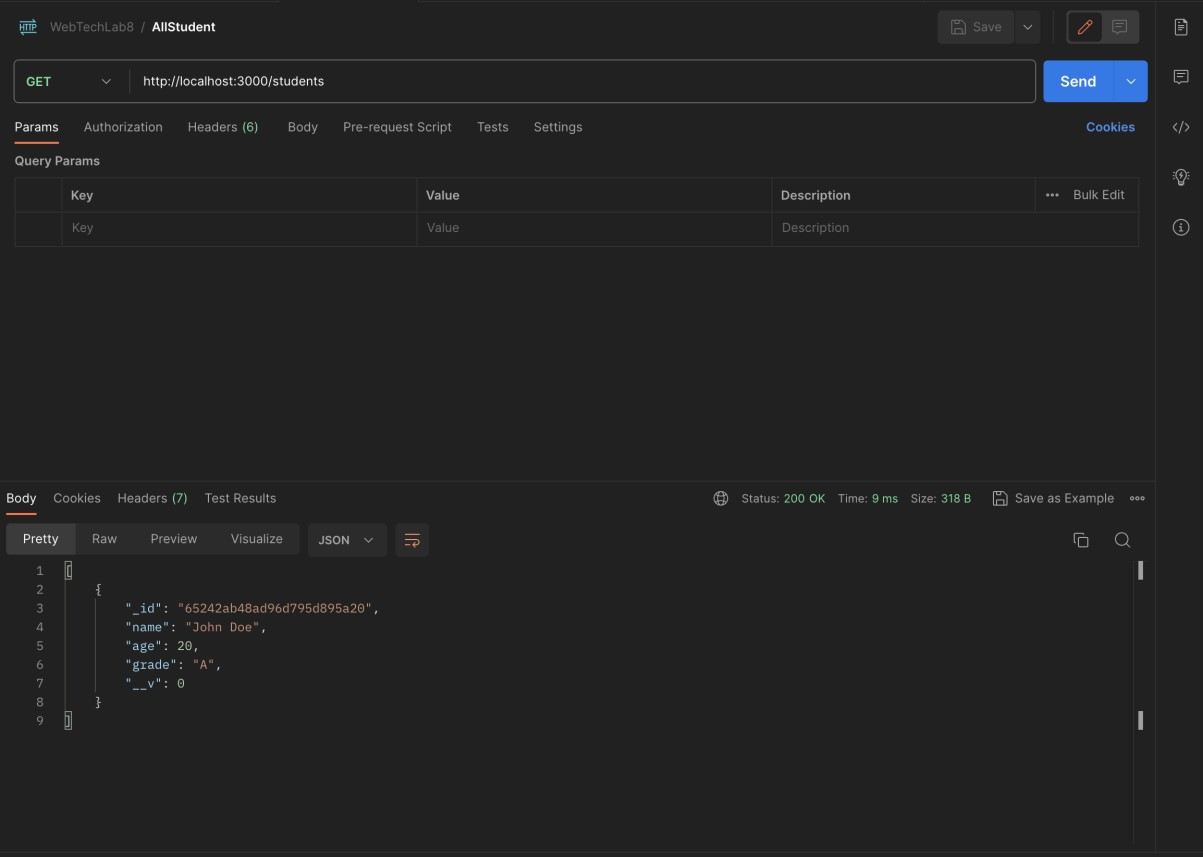 HTTP WebTechLab8 / AllStudent Save
GET http://localhost:3000/students Send
Params Authorization Headers (6) Body Pre-request Script Tests Settings Cookies
Query Params
Key Value Description Bulk Edit
Key Value Description
Body Cookies Headers (7) Test Results Status: 200 OK Time: 9 ms Size: 318 B Save as Example
Pretty Raw Preview Visualize JSON
1 [
2 {
3 "_id": "65242ab48ad96d795d895a20",
4 "name": "John Doe",
5 "age": 20,
6 "grade": "A",
7 "__v": 0
8 }
9 ]